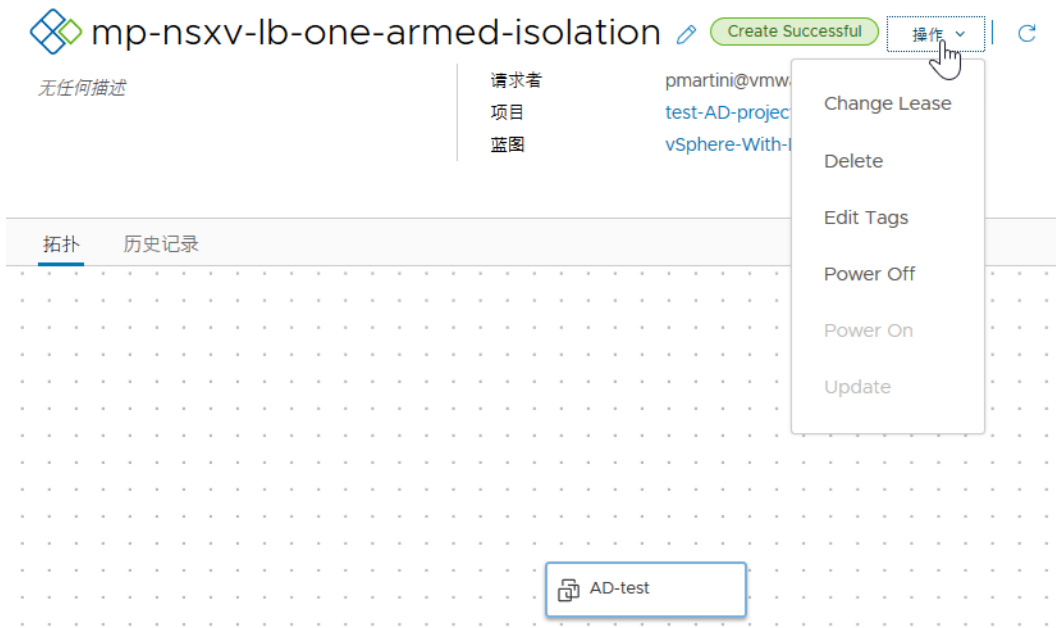 mp-nsxv-lb-one-armed-isolation Create Successful 操作
无任何描述
请求者 pmartini@vmwa
项目 test-AD-projec
蓝图 vSphere-With-
Change Lease
Delete
Edit Tags
Power Off
Power On
Update
拓扑 历史记录
AD-test